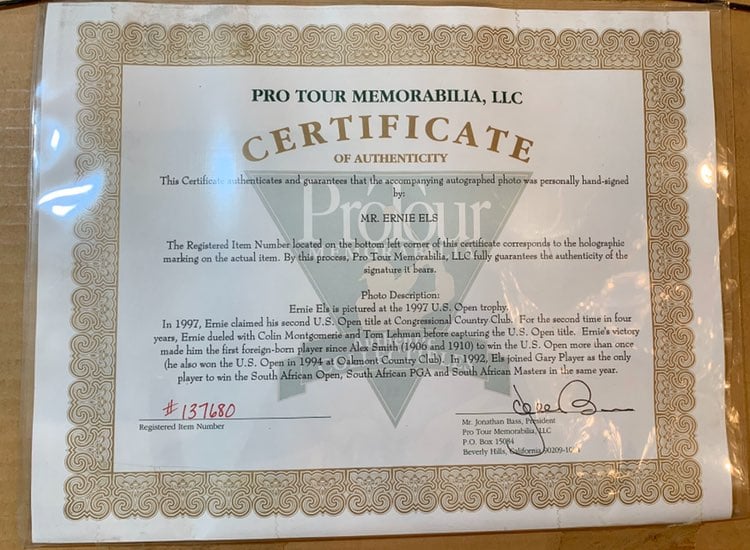 PRO TOUR MEMORABILIA, LLC
CERTIFICATE
OF AUTHENTICITY
This Certificate authenticates and guarantees that the accompanying autographed photo was personally hand-signed
by:
MR. ERNIE ELS
The Registered Item Number located on the bottom left corner of this certificate corresponds to the holographic
marking on the actual item. By this process, Pro Tour Memorabilia, LLC fully guarantees the authenticity of the
signature it bears.
Photo Description:
Ernie Els is pictured at the 1997 U.S. Open trophy.
In 1997, Ernie claimed his second U.S. Open title at Congressional Country Club. For the second time in four
years, Ernie dueled with Colin Montgomerie and Tom Lehman before capturing the U.S. Open title. Ernie's victory
made him the first foreign-born player since Alex Smith (1906 and 1910) to win the U.S. Open more than once
(he also won the U.S. Open in 1994 at Oakmont County Club). In 1992, Els joined Gary Player as the only
player to win the South African Open, South African PGA and South African Masters in the same year.
#137680
Registered Item Number
Mr. Jonathan Bass, President
Pro Tour Memorabilia, LLC
P.O. Box 15084
Beverly Hills, California 90209
ProTour